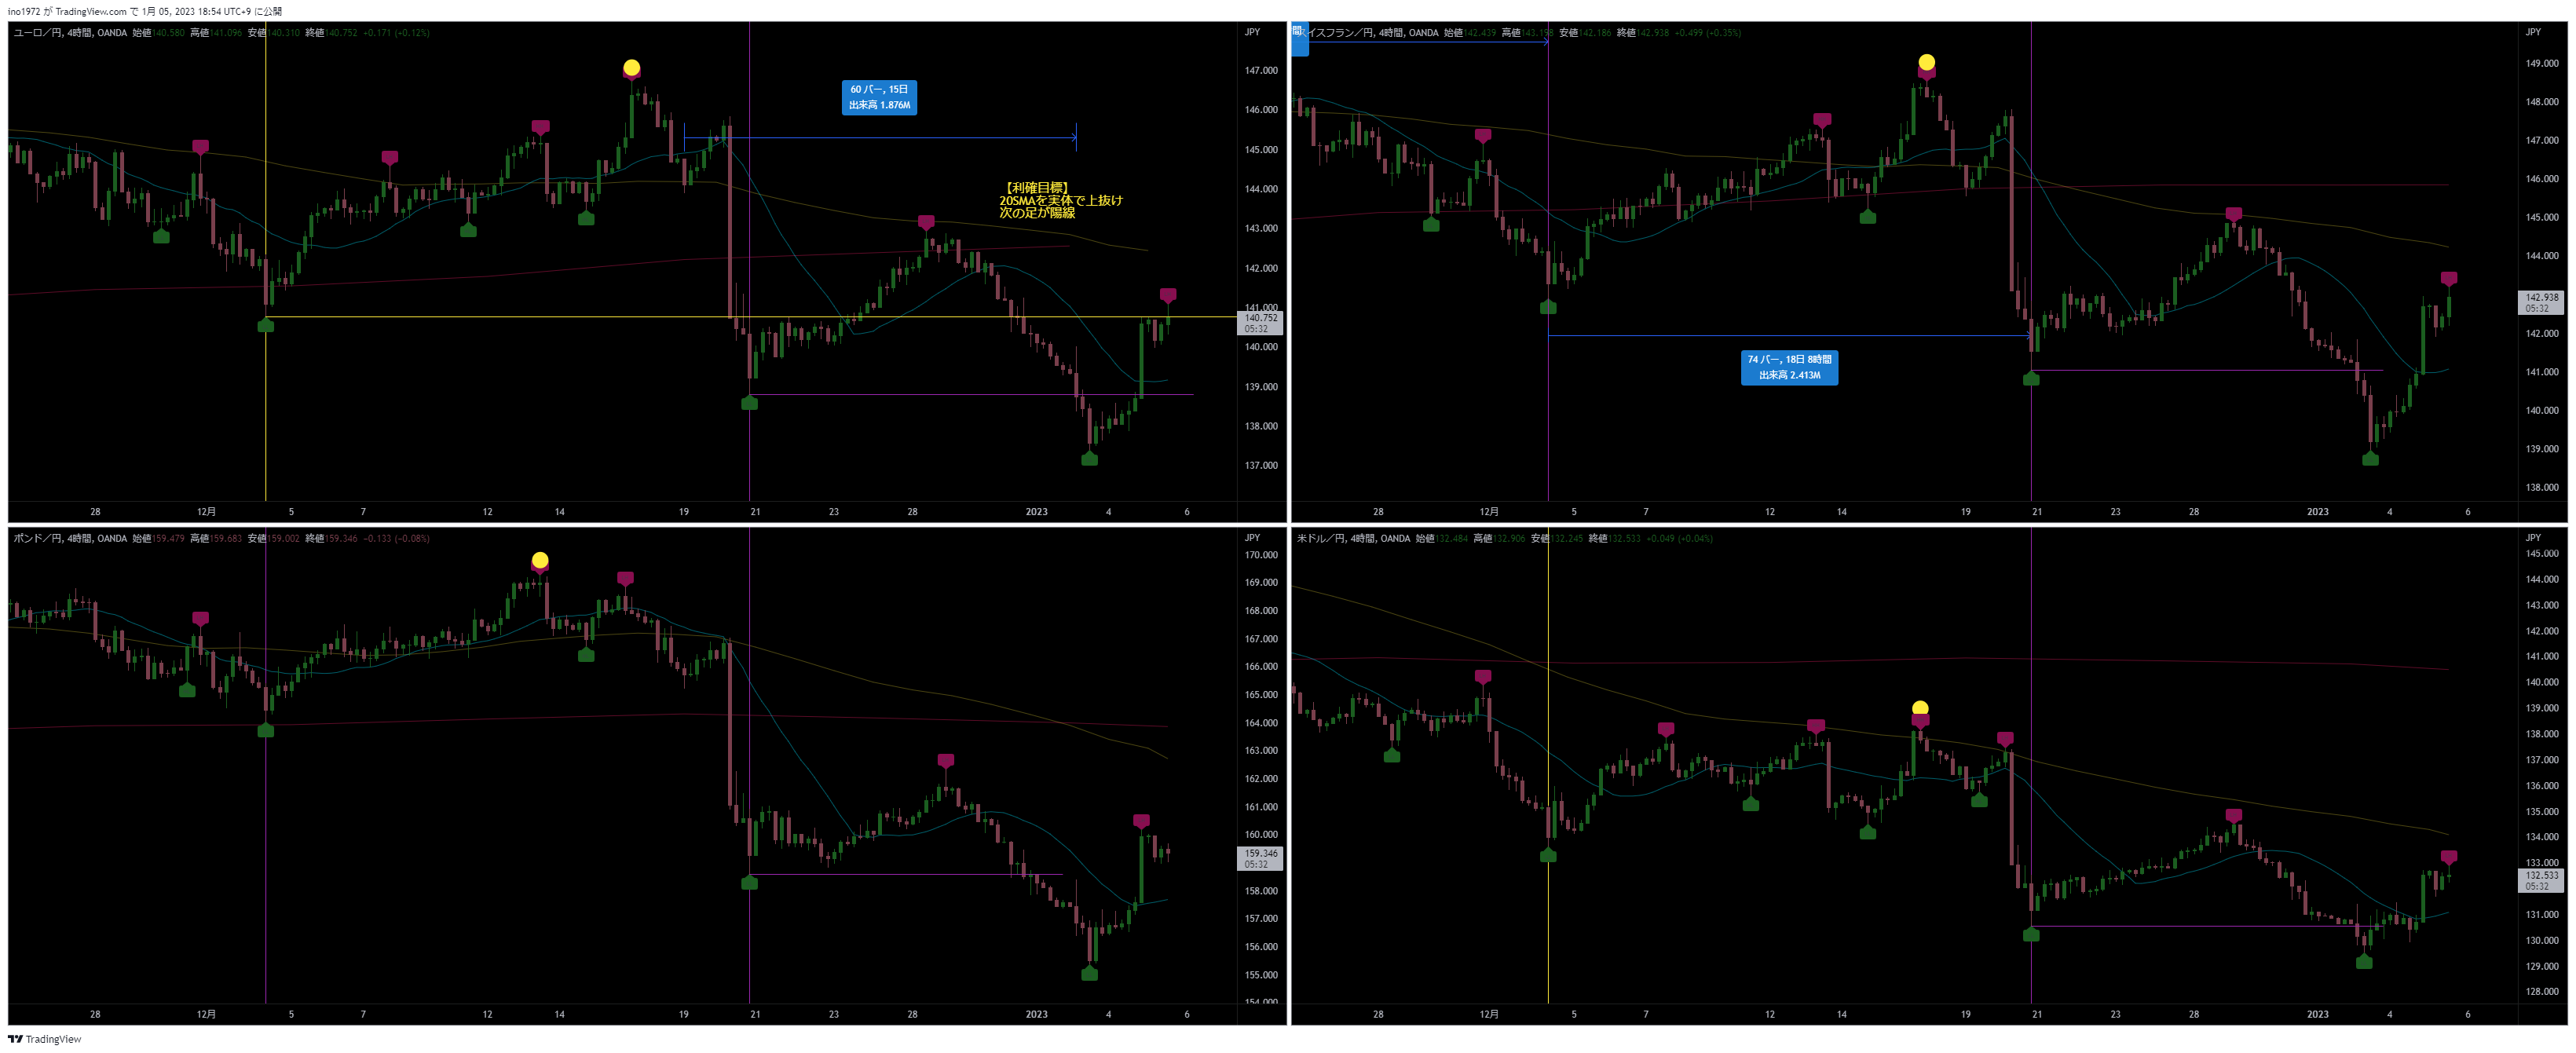 ino1972 が TradingView.com で 1月 05, 2023 18:54 UTC+9 に公開
ユーロ／円, 4時間, OANDA 始値140.580 高値141.096 安値140.310 終値140.752 +0.171 (+0.12%)
JPY
147.000
146.000
145.000
144.000
143.000
142.000
141.000
140.752
05:32
140.000
139.000
138.000
137.000
60 バー, 15日
出来高 1.876M
【利確目標】
20SMAを実体で上抜け
次の足が陽線
28 12月 5 7 12 14 19 21 23 28 2023 4 6
間
スイスフラン／円, 4時間, OANDA 始値142.439 高値143.198 安値142.186 終値142.938 +0.499 (+0.35%)
JPY
149.000
148.000
147.000
146.000
145.000
144.000
142.938
05:32
142.000
141.000
140.000
139.000
138.000
74 バー, 18日 8時間
出来高 2.413M
28 12月 5 7 12 14 19 21 23 28 2023 4 6
ポンド／円, 4時間, OANDA 始値159.479 高値159.683 安値159.002 終値159.346 −0.133 (−0.08%)
JPY
170.000
169.000
168.000
167.000
166.000
165.000
164.000
163.000
162.000
161.000
160.000
159.346
05:32
158.000
157.000
156.000
155.000
154.000
28 12月 5 7 12 14 19 21 23 28 2023 4 6
米ドル／円, 4時間, OANDA 始値132.484 高値132.906 安値132.245 終値132.533 +0.049 (+0.04%)
JPY
145.000
144.000
143.000
142.000
141.000
140.000
139.000
138.000
137.000
136.000
135.000
134.000
133.000
132.533
05:32
131.000
130.000
129.000
128.000
28 12月 5 7 12 14 19 21 23 28 2023 4 6
TradingView